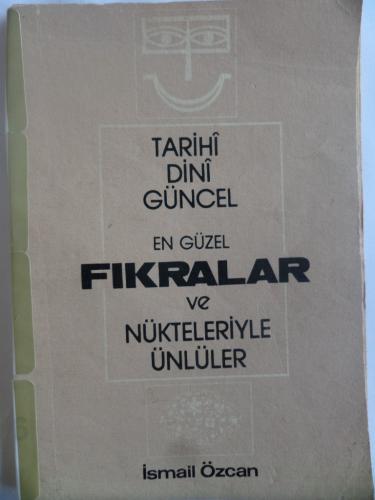 TARİHÎ
DİNÎ
GÜNCEL
EN GÜZEL
FIKRALAR
ve
NÜKTELERİYLE
ÜNLÜLER
İsmail Özcan